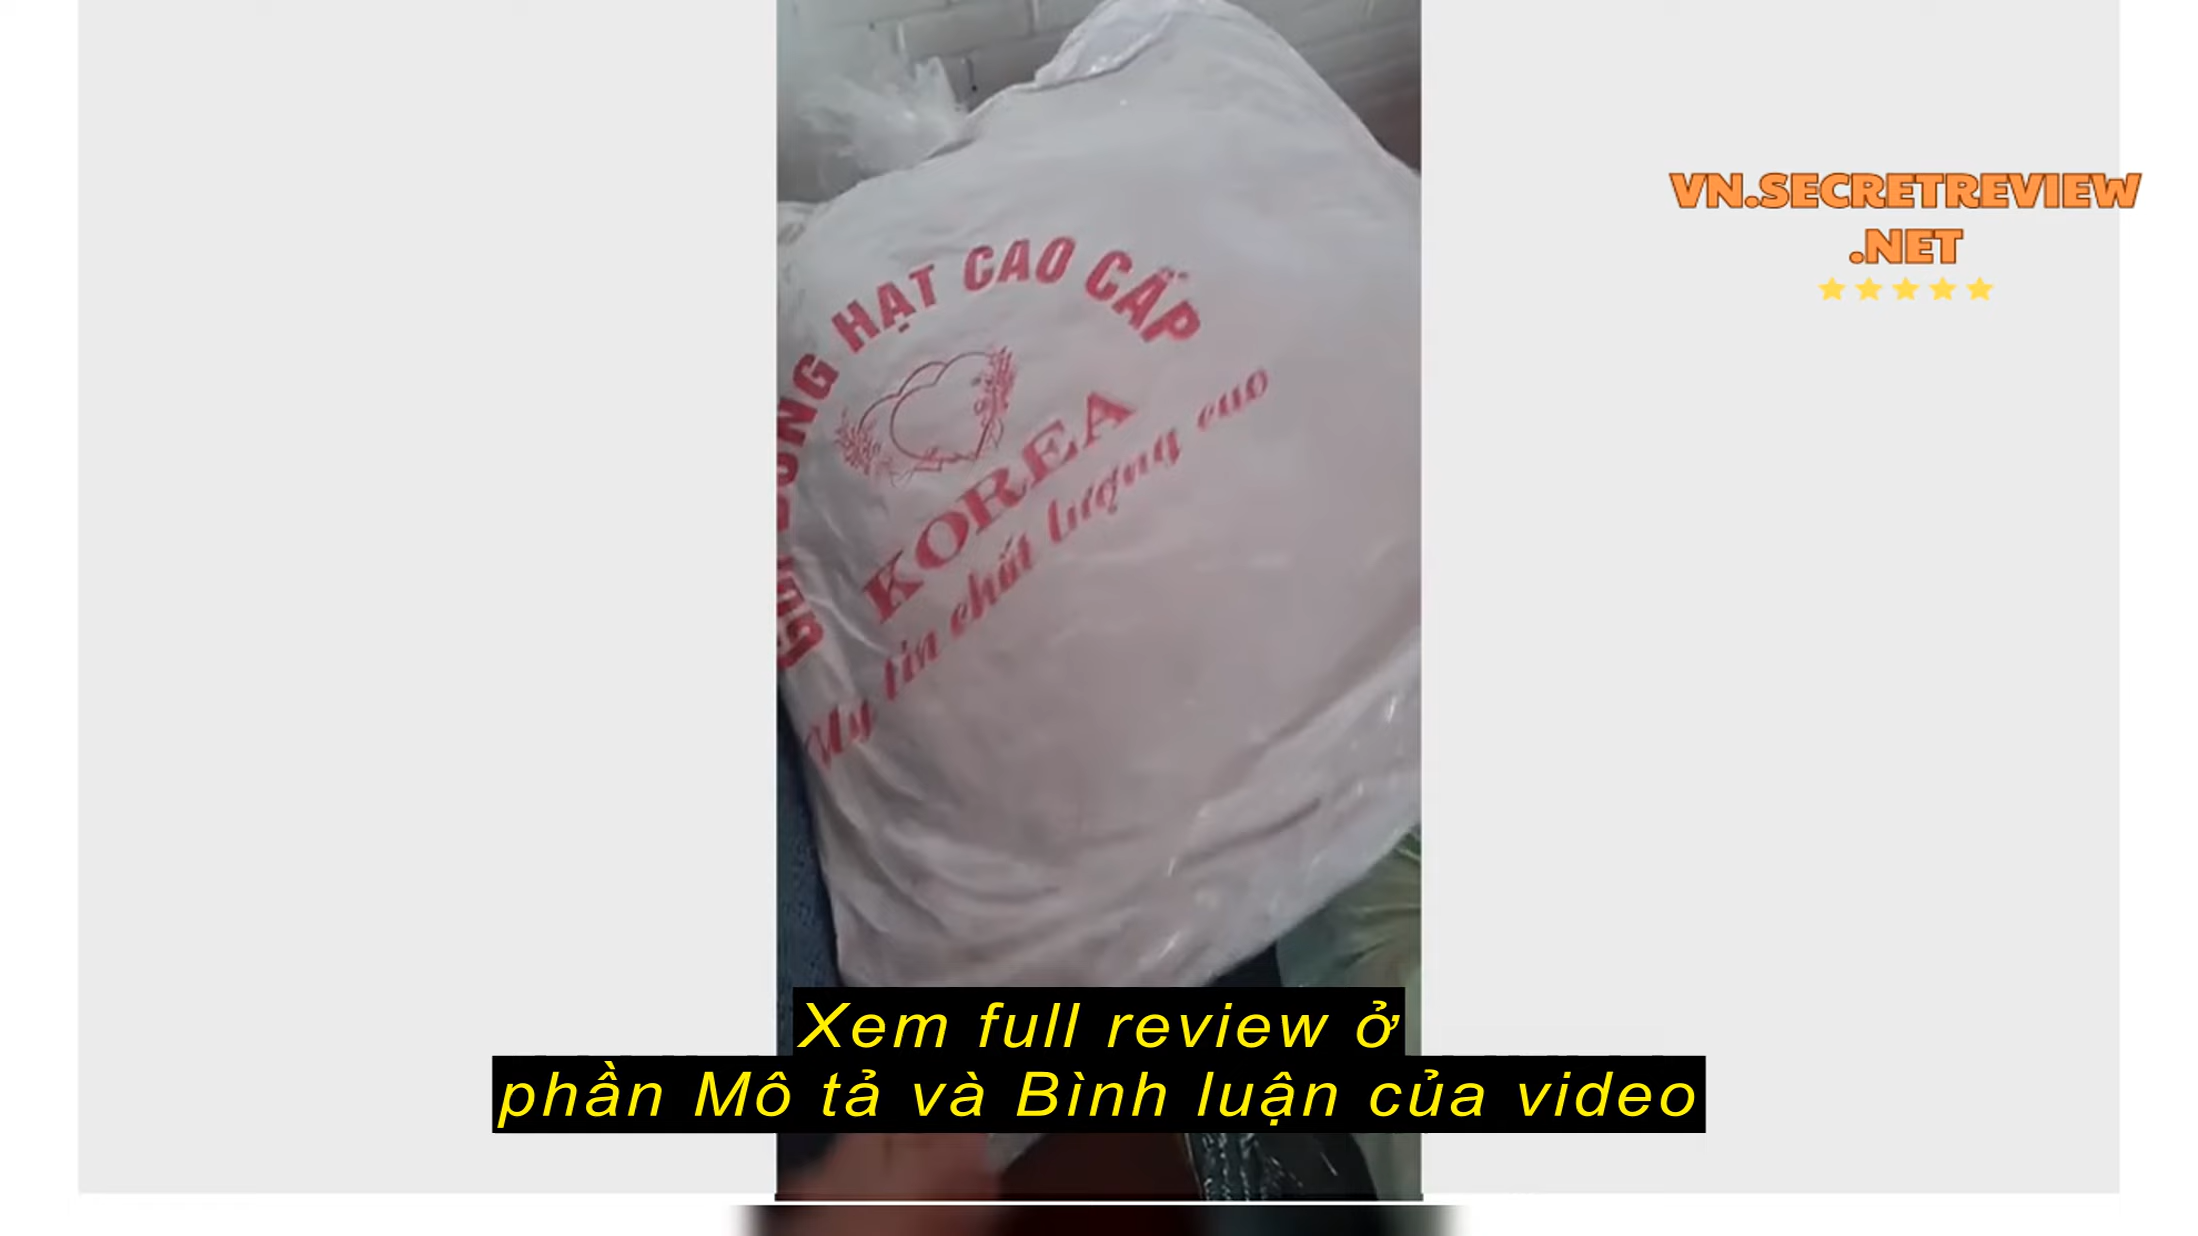 VN.SECRETREVIEW
.NET
HẠT CAO CẤP
KOREA
Uy tín chất lượng cao
Xem full review ở
phần Mô tả và Bình luận của video